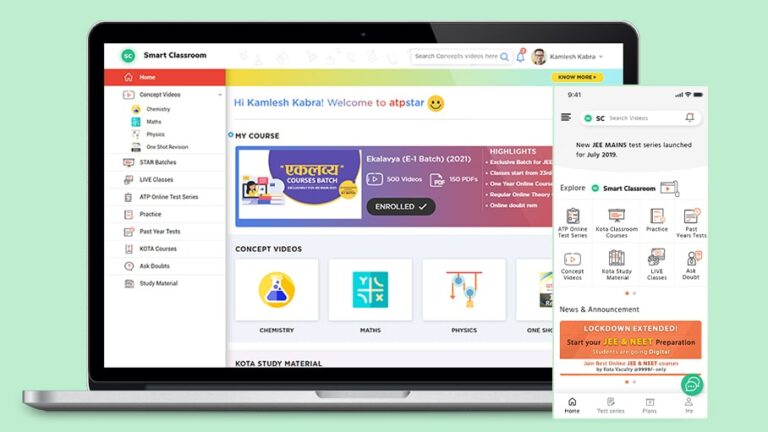 SC Smart Classroom
Search Concepts videos here
Kamlesh Kabra
Home
KNOW MORE
Concept Videos
Chemistry
Maths
Physics
One Shot Revision
STAR Batches
LIVE Classes
ATP Online Test Series
Practice
Past Year Tests
KOTA Courses
Ask Doubts
Study Material
Hi Kamlesh Kabra! Welcome to atpstar
MY COURSE
एकलव्य
COURSES BATCH
EXCLUSIVELY FOR JEE MAIN 2021
Ekalavya (E-1 Batch) (2021)
500 Videos
PDF 150 PDFs
ENROLLED
HIGHLIGHTS
• Exclusive Batch for JEE
• Classes start from 23rd
• One Year Online Course
• Regular Online Theory
• Online doubt rem
CONCEPT VIDEOS
CHEMISTRY
MATHS
PHYSICS
ONE SHO
KOTA STUDY MATERIAL
9:41
SC Search Videos
New JEE MAINS test series launched
for July 2019.
Explore SC Smart Classroom
ATP Online
Test Series
Kota Classroom
Courses
Practice
Past
Years Tests
Concept
Videos
Kota Study
Material
LIVE
Classes
Ask
Doubt
News & Announcement
LOCKDOWN EXTENDED!
Start your JEE & NEET Preparation
Students are going Digital
Join Best Online JEE & NEET courses
by Kota Faculty @9999/- only
Home
Test series
Plans
Me